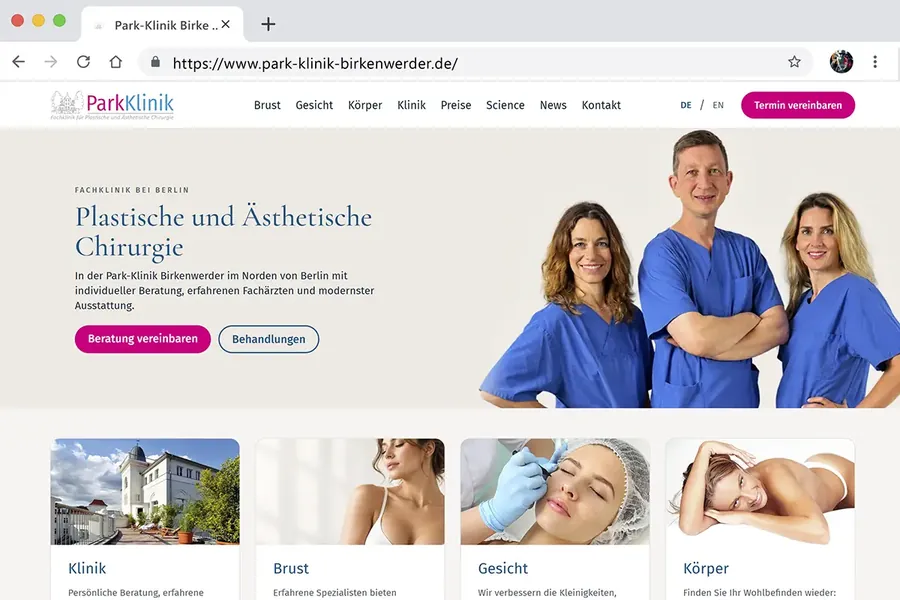 Park-Klinik Birke ..
https://www.park-klinik-birkenwerder.de/
ParkKlinik
Fachklinik für Plastische und Ästhetische Chirurgie
Brust Gesicht Körper Klinik Preise Science News Kontakt
DE / EN
Termin vereinbaren
FACHKLINIK BEI BERLIN
Plastische und Ästhetische
Chirurgie
In der Park-Klinik Birkenwerder im Norden von Berlin mit
individueller Beratung, erfahrenen Fachärzten und modernster
Ausstattung.
Beratung vereinbaren
Behandlungen
Klinik
Persönliche Beratung, erfahrene
Brust
Erfahrene Spezialisten bieten
Gesicht
Wir verbessern die Kleinigkeiten,
Körper
Finden Sie Ihr Wohlbefinden wieder: